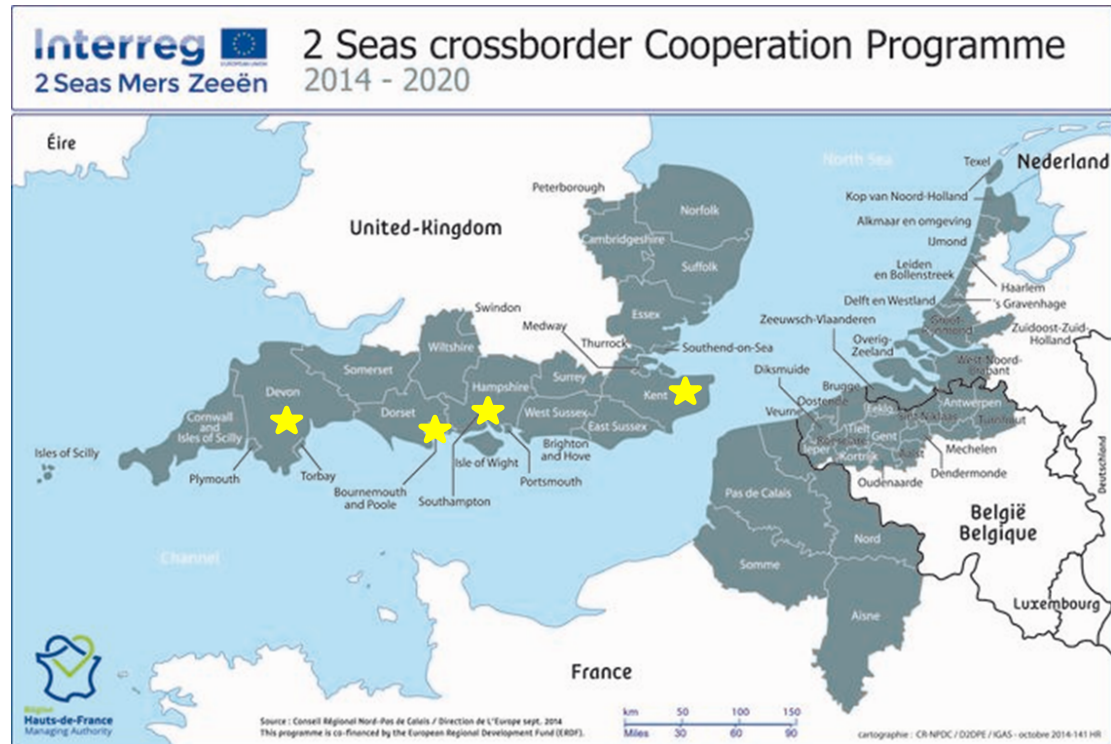 Interreg
EUROPEAN UNION
2 Seas Mers Zeeën
2 Seas crossborder Cooperation Programme
2014 - 2020
Éire
United-Kingdom
North Sea
Nederland
Texel
Kop van Noord-Holland
Alkmaar en omgeving
IJmond
Leiden
en Bollenstreek
Haarlem
Delft en Westland
's Gravenhage
Groot-
Rijnmond
Zuidoost-Zuid-
Holland
Zeeuwsch-Vlaanderen
Overig-
Zeeland
West-Noord-
Brabant
Peterborough
Norfolk
Cambridgeshire
Suffolk
Essex
Swindon
Medway
Thurrock
Southend-on-Sea
Wiltshire
Somerset
Hampshire
Surrey
Kent
Devon
Dorset
West Sussex
East Sussex
Cornwall
and
Isles of Scilly
Isles of Scilly
Plymouth
Torbay
Bournemouth
and Poole
Southampton
Isle of Wight
Portsmouth
Brighton
and Hove
Diksmuide
Brugge
Oostende
Veurne
Eeklo
Sint-Niklaas
Antwerpen
Turnhout
Tielt
Roeselare
Gent
Ieper
Kortrijk
Aalst
Mechelen
Dendermonde
Oudenaarde
Pas de Calais
Nord
Somme
Aisne
België
Belgique
Deutschland
Luxembourg
Channel
France
Région
Hauts-de-France
Managing Authority
Source : Conseil Régional Nord-Pas de Calais / Direction de L'Europe sept. 2014
This programme is co-financed by the European Regional Development Fund (ERDF).
km 50 100 150
Miles 30 60 90
cartographie : CR-NPDC / D2DPE / IGAS - octobre 2014-141 HR